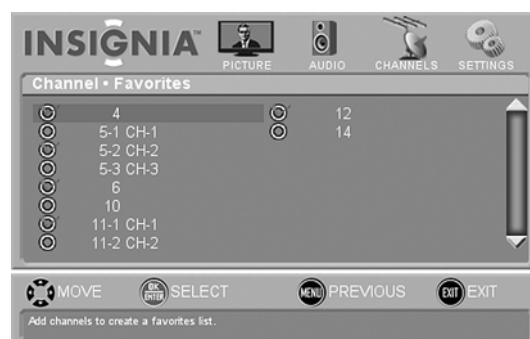 INSIGNIA™
PICTURE
AUDIO
CHANNELS
SETTINGS
Channel • Favorites
4
5-1 CH-1
5-2 CH-2
5-3 CH-3
6
10
11-1 CH-1
11-2 CH-2
12
14
MOVE
OK ENTER SELECT
MENU PREVIOUS
EXIT EXIT
Add channels to create a favorites list.